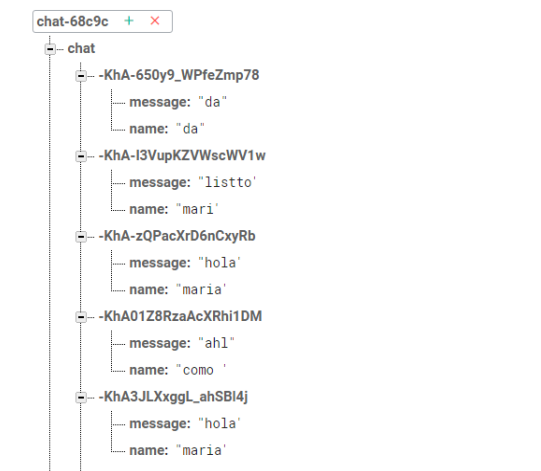 chat-68c9c + ×
chat
-KhA-650y9_WPfeZmp78
message: "da"
name: "da"
-KhA-I3VupKZVWscWV1w
message: "listto'
name: "mari'
-KhA-zQPacXrD6nCxyRb
message: "hola'
name: "maria'
-KhA01Z8RzaAcXRhi1DM
message: "ahl"
name: "como '
-KhA3JLXxggL_ahSBl4j
message: "hola'
name: "maria'